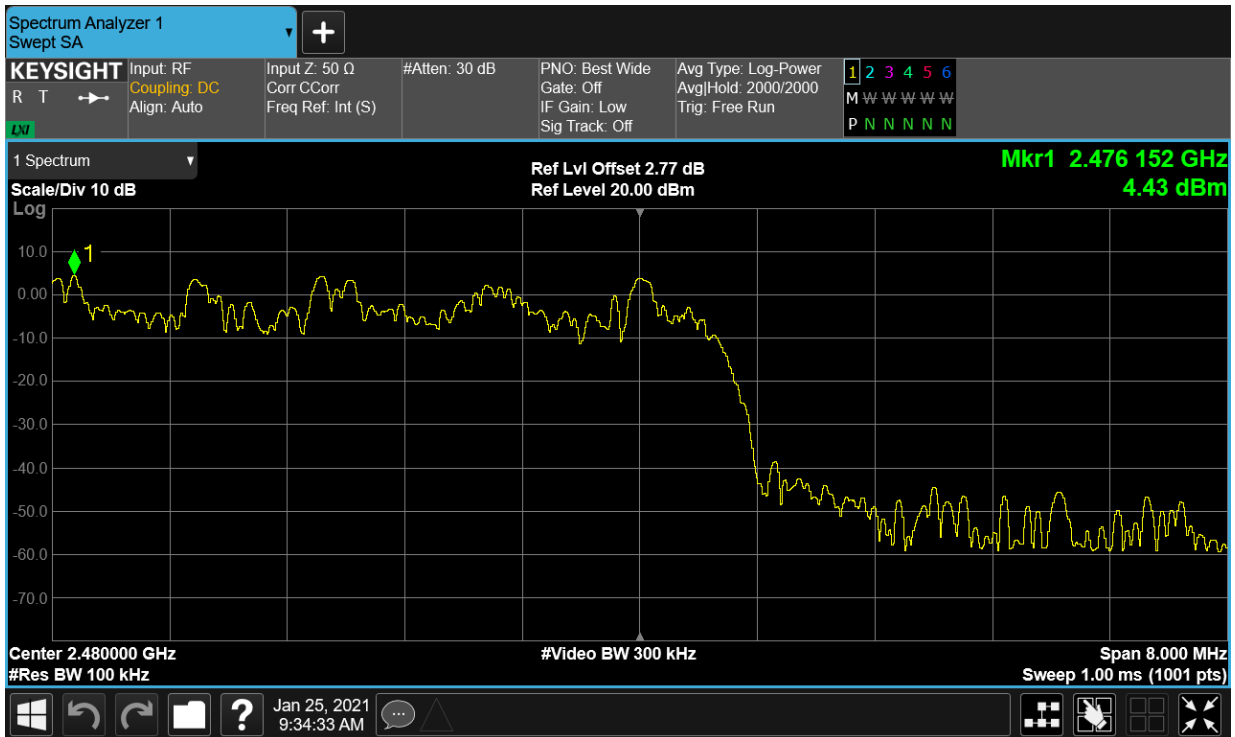 Spectrum Analyzer 1
Swept SA
+
KEYSIGHT
R T
LXI
Input: RF
Coupling: DC
Align: Auto
Input Z: 50 Ω
Corr CCorr
Freq Ref: Int (S)
#Atten: 30 dB
PNO: Best Wide
Gate: Off
IF Gain: Low
Sig Track: Off
Avg Type: Log-Power
Avg|Hold: 2000/2000
Trig: Free Run
1 2 3 4 5 6
M W W W W W
P N N N N N
1 Spectrum
Scale/Div 10 dB
Log
Ref Lvl Offset 2.77 dB
Ref Level 20.00 dBm
Mkr1 2.476 152 GHz
4.43 dBm
1
10.0
0.00
-10.0
-20.0
-30.0
-40.0
-50.0
-60.0
-70.0
Center 2.480000 GHz
#Res BW 100 kHz
#Video BW 300 kHz
Span 8.000 MHz
Sweep 1.00 ms (1001 pts)
?
Jan 25, 2021
9:34:33 AM